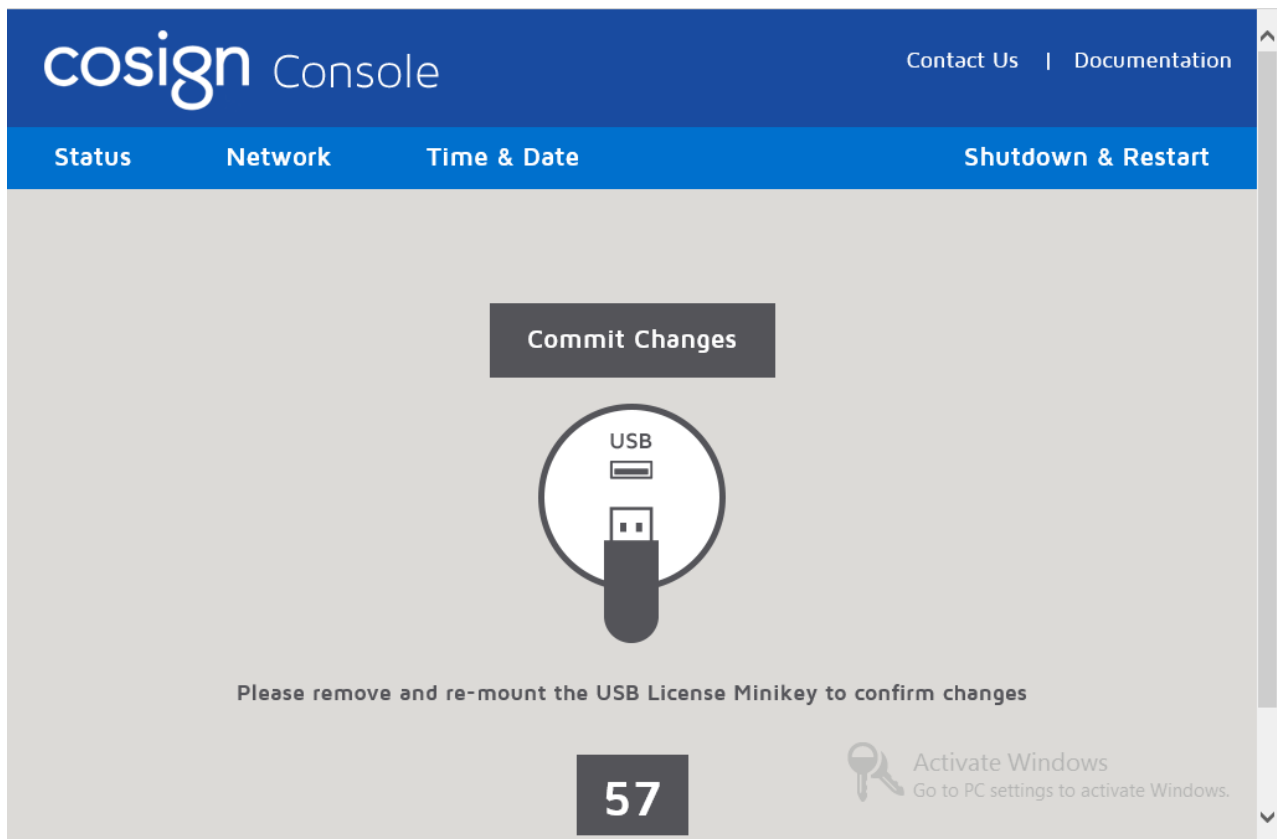 cosign Console
Contact Us | Documentation
Status Network Time & Date Shutdown & Restart
Commit Changes
USB
Please remove and re-mount the USB License Minikey to confirm changes
57
Activate Windows
Go to PC settings to activate Windows.